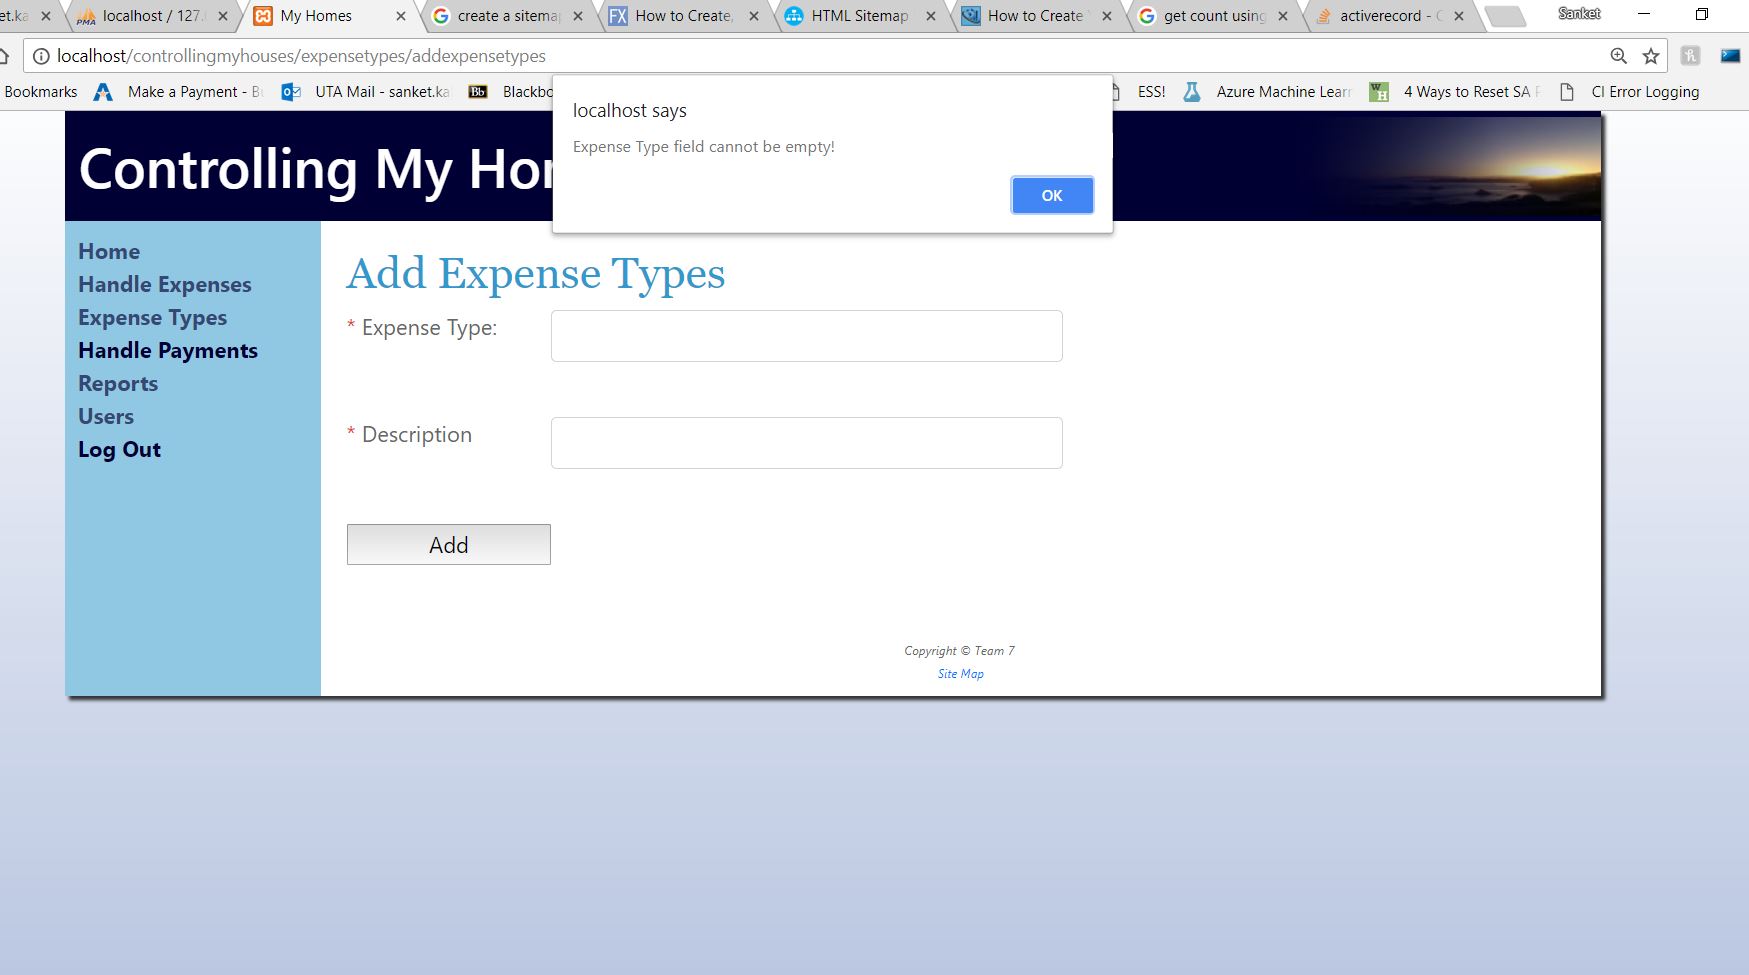 et.ka localhost / 127. My Homes create a sitema How to Create, HTML Sitemap How to Create get count using activerecord - Sanket
localhost/controllingmyhouses/expensetypes/addexpensetypes
Bookmarks Make a Payment - UTA Mail - sanket.ka Bb Blackbo ESS! Azure Machine Lear 4 Ways to Reset SA CI Error Logging
localhost says
Expense Type field cannot be empty!
OK
Controlling My Hom
Home
Handle Expenses
Expense Types
Handle Payments
Reports
Users
Log Out
Add Expense Types
* Expense Type:
* Description
Add
Copyright © Team 7
Site Map